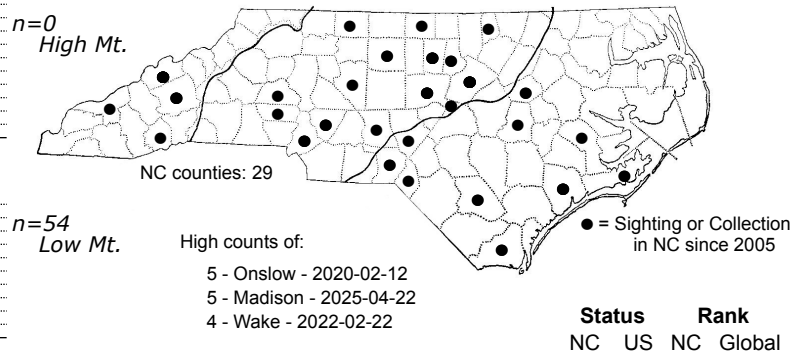 n=0
High Mt.
NC counties: 29
n=54
Low Mt.
High counts of:
5 - Onslow - 2020-02-12
5 - Madison - 2025-04-22
4 - Wake - 2022-02-22
= Sighting or Collection
in NC since 2005
Status Rank
NC US NC Global